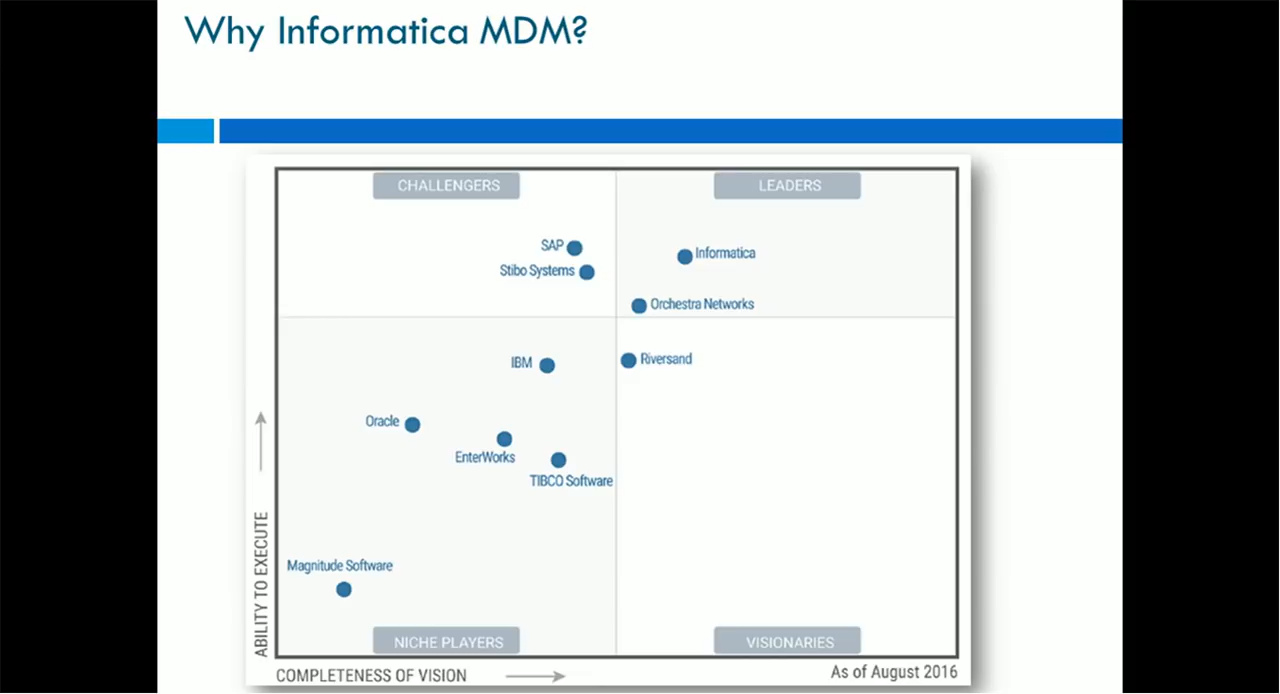 Why Informatica MDM?
CHALLENGERS
LEADERS
SAP
Informatica
Stibo Systems
Orchestra Networks
IBM
Riversand
Oracle
EnterWorks
TIBCO Software
Magnitude Software
NICHE PLAYERS
VISIONARIES
ABILITY TO EXECUTE
COMPLETENESS OF VISION
As of August 2016